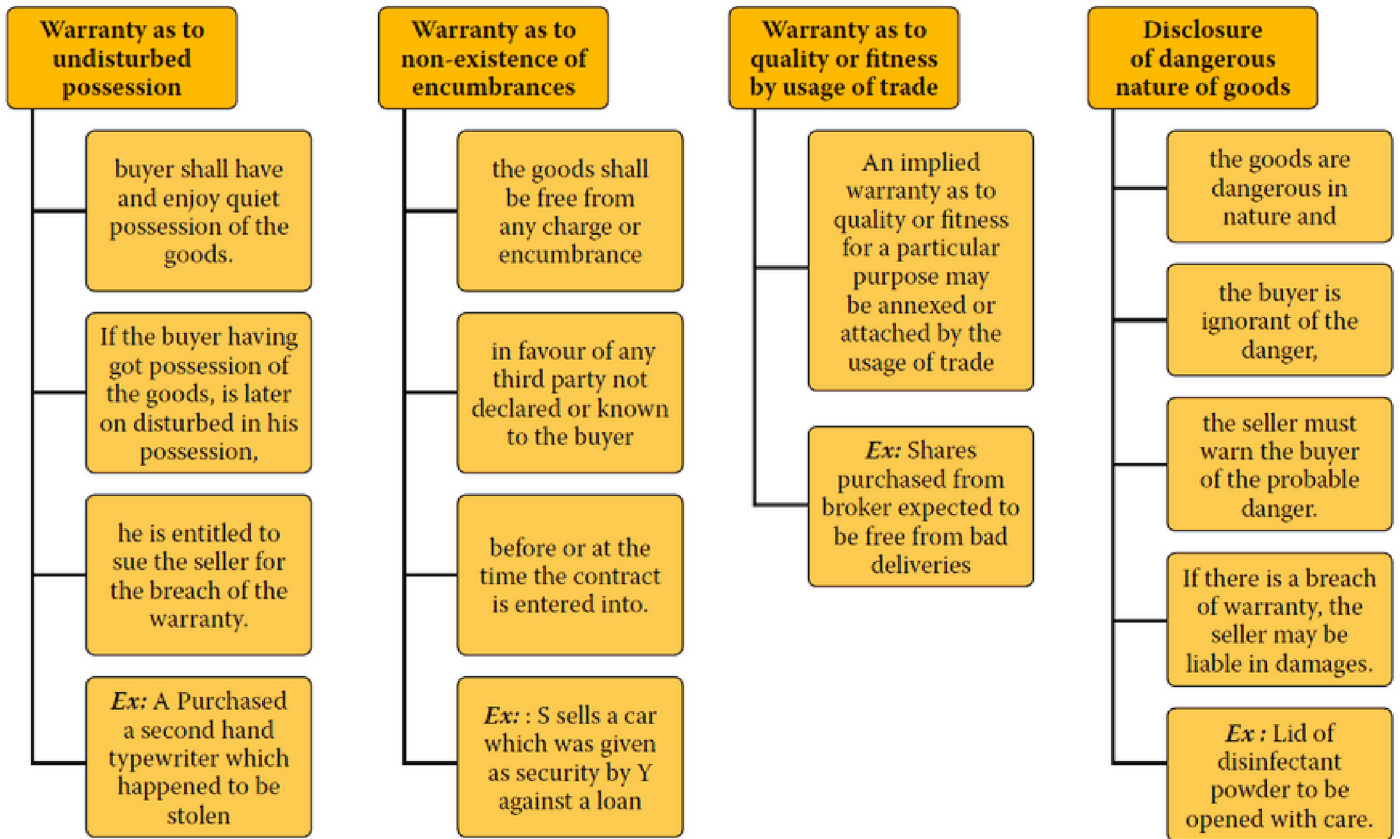 Warranty as to
undisturbed
possession
buyer shall have
and enjoy quiet
possession of the
goods.
If the buyer having
got possession of
the goods, is later
on disturbed in his
possession,
he is entitled to
sue the seller for
the breach of the
warranty.
Ex: A Purchased
a second hand
typewriter which
happened to be
stolen
Warranty as to
non-existence of
encumbrances
the goods shall
be free from
any charge or
encumbrance
in favour of any
third party not
declared or known
to the buyer
before or at the
time the contract
is entered into.
Ex: : S sells a car
which was given
as security by Y
against a loan
Warranty as to
quality or fitness
by usage of trade
An implied
warranty as to
quality or fitness
for a particular
purpose may
be annexed or
attached by the
usage of trade
Ex: Shares
purchased from
broker expected to
be free from bad
deliveries
Disclosure
of dangerous
nature of goods
the goods are
dangerous in
nature and
the buyer is
ignorant of the
danger,
the seller must
warn the buyer
of the probable
danger.
If there is a breach
of warranty, the
seller may be
liable in damages.
Ex : Lid of
disinfectant
powder to be
opened with care.